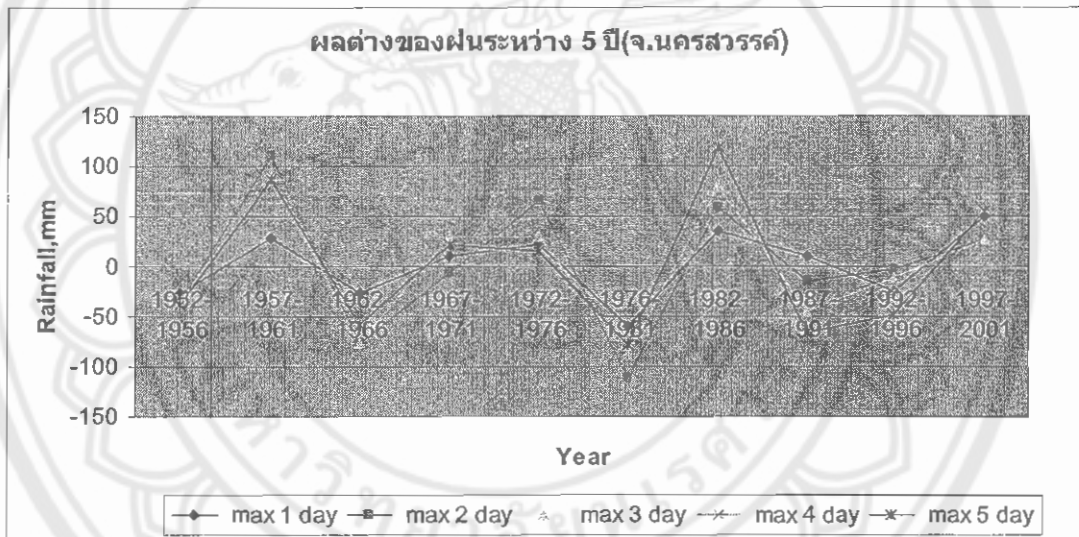 ผลต่างของฝนระหว่าง 5 ปี(จ.นครสวรรค์)
150
100
50
0
-50
-100
-150
Rainfall,mm
1952- 1957- 1962- 1967- 1972- 1976- 1982- 1987- 1992- 1997-
1956 1961 1966 1971 1976 1981 1986 1991 1996 2001
Year
max 1 day max 2 day max 3 day max 4 day max 5 day